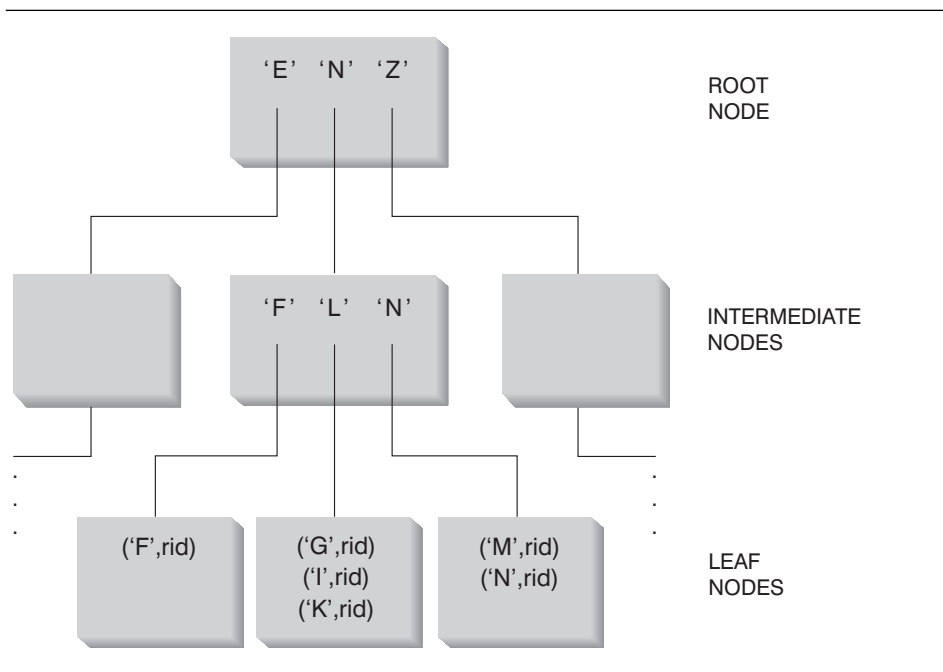 ‘E’ ‘N’ ‘Z’
ROOT
NODE
‘F’ ‘L’ ‘N’
INTERMEDIATE
NODES
.
.
.
.
.
.
(‘F’,rid)
(‘G’,rid)
(‘I’,rid)
(‘K’,rid)
(‘M’,rid)
(‘N’,rid)
LEAF
NODES